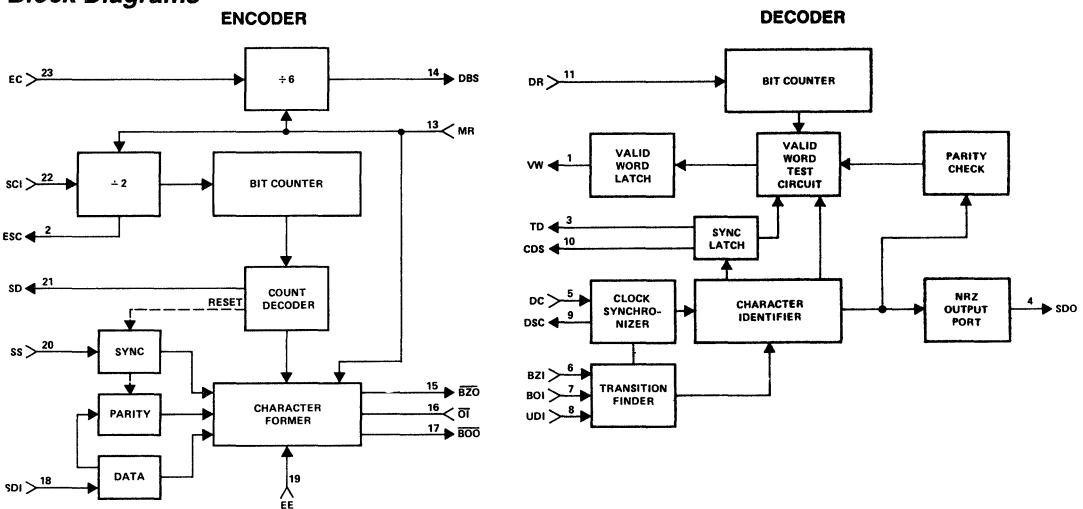 Block Diagrams
ENCODER
EC 23
÷6
14 DBS
13 MR
SCI 22
÷2
BIT COUNTER
ESC 2
SD 21
RESET
COUNT
DECODER
SS 20
SYNC
PARITY
DATA
SDI 18
CHARACTER
FORMER
15 BZO
16 OI
17 BOO
19
EE
DECODER
DR 11
BIT COUNTER
VW 1
VALID
WORD
LATCH
VALID
WORD
TEST
CIRCUIT
PARITY
CHECK
TD 3
CDS 10
SYNC
LATCH
DC 5
DSC 9
CLOCK
SYNCHRO-
NIZER
CHARACTER
IDENTIFIER
NRZ
OUTPUT
PORT
4 SDO
BZI 6
BOI 7
UDI 8
TRANSITION
FINDER